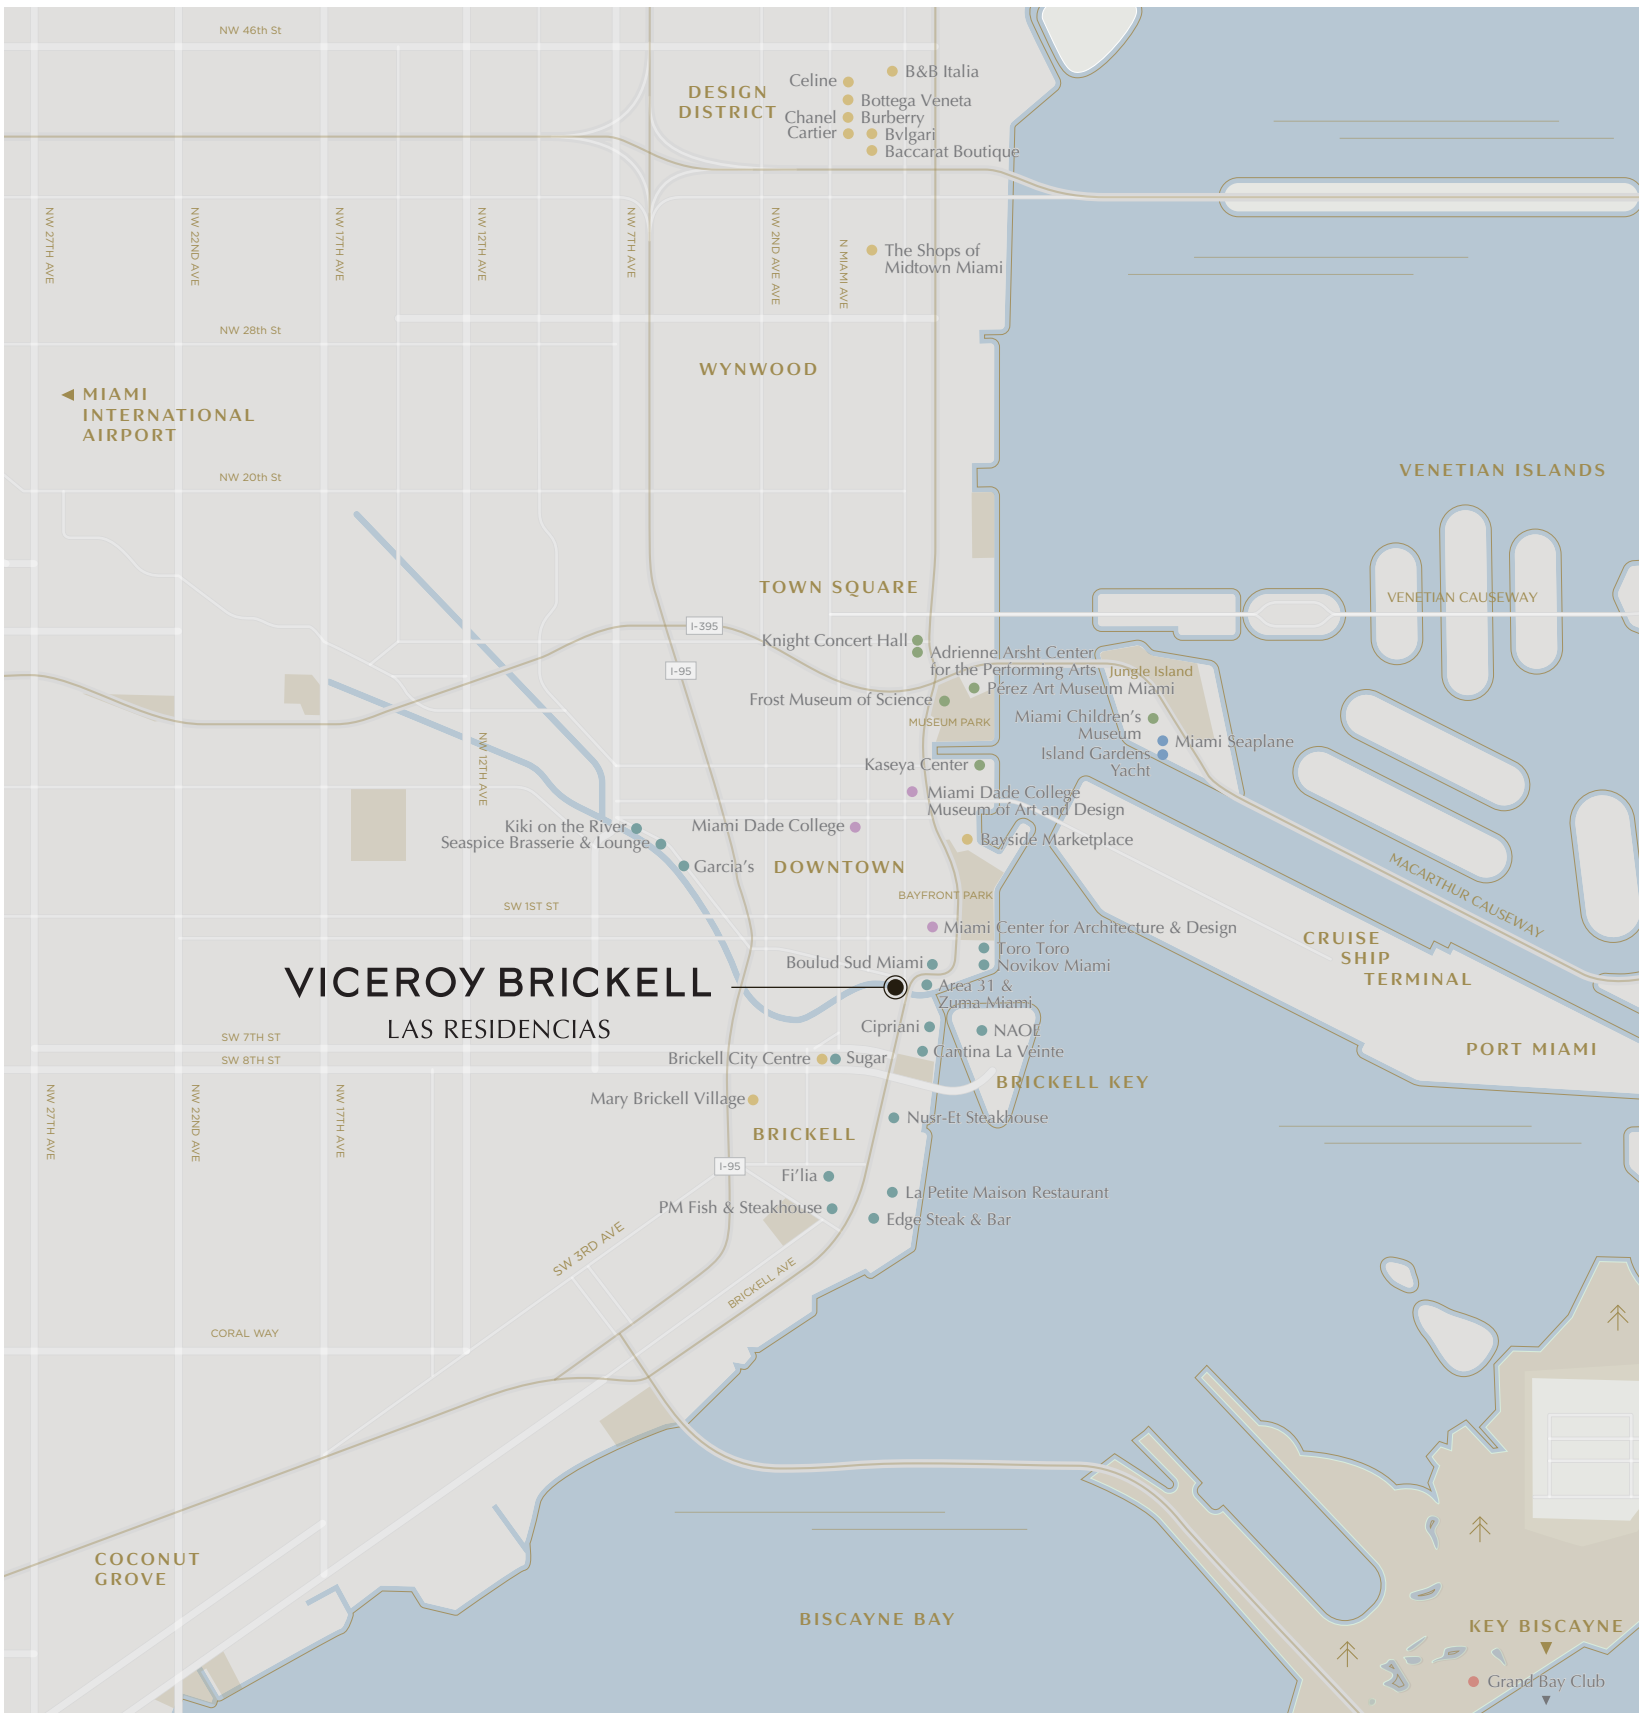 NW 46th St
DESIGN
DISTRICT
Celine
B&B Italia
Bottega Veneta
Chanel
Burberry
Cartier
Bvlgari
Baccarat Boutique
NW 27TH AVE
NW 22ND AVE
NW 17TH AVE
NW 12TH AVE
NW 7TH AVE
NW 2ND AVE AVE
N MIAMI AVE
The Shops of
Midtown Miami
NW 28th St
WYNWOOD
MIAMI
INTERNATIONAL
AIRPORT
NW 20th St
VENETIAN ISLANDS
TOWN SQUARE
VENETIAN CAUSEWAY
I-395
Knight Concert Hall
Adrienne Arsht Center
for the Performing Arts
I-95
Jungle Island
Pérez Art Museum Miami
Frost Museum of Science
MUSEUM PARK
Miami Children's
Museum
Miami Seaplane
Island Gardens
Yacht
NW 12TH AVE
Kaseya Center
Miami Dade College
Museum of Art and Design
Kiki on the River
Miami Dade College
Seaspice Brasserie & Lounge
Bayside Marketplace
Garcia's
DOWNTOWN
MACARTHUR CAUSEWAY
BAYFRONT PARK
SW 1ST ST
Miami Center for Architecture & Design
CRUISE
SHIP
TERMINAL
Toro Toro
Boulud Sud Miami
Novikov Miami
VICEROY BRICKELL
LAS RESIDENCIAS
Area 31 &
Zuma Miami
Cipriani
NAOE
SW 7TH ST
SW 8TH ST
Brickell City Centre
Sugar
Cantina La Veinte
PORT MIAMI
BRICKELL KEY
NW 27TH AVE
NW 22ND AVE
NW 17TH AVE
Mary Brickell Village
Nusr-Et Steakhouse
BRICKELL
I-95
Fi'lia
La Petite Maison Restaurant
PM Fish & Steakhouse
Edge Steak & Bar
SW 3RD AVE
BRICKELL AVE
CORAL WAY
COCONUT
GROVE
BISCAYNE BAY
KEY BISCAYNE
Grand Bay Club